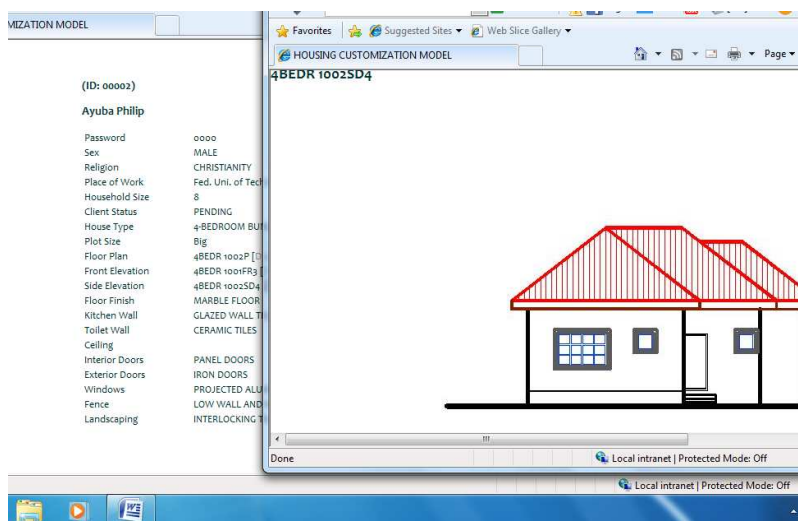 MIZATION MODEL
(ID: 00002)
Ayuba Philip
Password 0000
Sex MALE
Religion CHRISTIANITY
Place of Work Fed. Uni. of Tech
Household Size 8
Client Status PENDING
House Type 4-BEDROOM BUN
Plot Size Big
Floor Plan 4BEDR 1002P [D
Front Elevation 4BEDR 1001FR3 [
Side Elevation 4BEDR 1002SD4
Floor Finish MARBLE FLOOR
Kitchen Wall GLAZED WALL TI
Toilet Wall CERAMIC TILES
Ceiling
Interior Doors PANEL DOORS
Exterior Doors IRON DOORS
Windows PROJECTED ALU
Fence LOW WALL AND
Landscaping INTERLOCKING T
Favorites Suggested Sites Web Slice Gallery
HOUSING CUSTOMIZATION MODEL Page
4BEDR 1002SD4
Done Local intranet | Protected Mode: Off
Local intranet | Protected Mode: Off